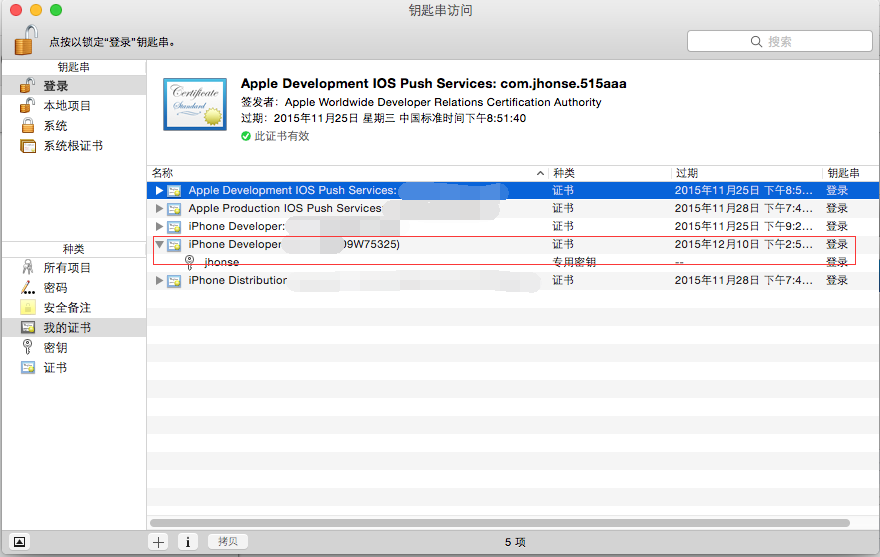 钥匙串访问
点按以锁定“登录”钥匙串。
搜索
钥匙串
登录
本地项目
系统
系统根证书
Certificate
Standard
Apple Development IOS Push Services: com.jhonse.515aaa
签发者：Apple Worldwide Developer Relations Certification Authority
过期：2015年11月25日 星期三 中国标准时间下午8:51:40
此证书有效
名称 种类 过期 钥匙串
Apple Development IOS Push Services: 证书 2015年11月25日 下午8:5... 登录
Apple Production IOS Push Services: 证书 2015年11月28日 下午7:4... 登录
iPhone Developer: 证书 2015年11月25日 下午9:2... 登录
iPhone Developer 09W75325) 证书 2015年12月10日 下午2:5... 登录
jhonse 专用密钥 -- 登录
iPhone Distribution 证书 2015年11月28日 下午7:4... 登录
种类
所有项目
密码
安全备注
我的证书
密钥
证书
拷贝
5 项